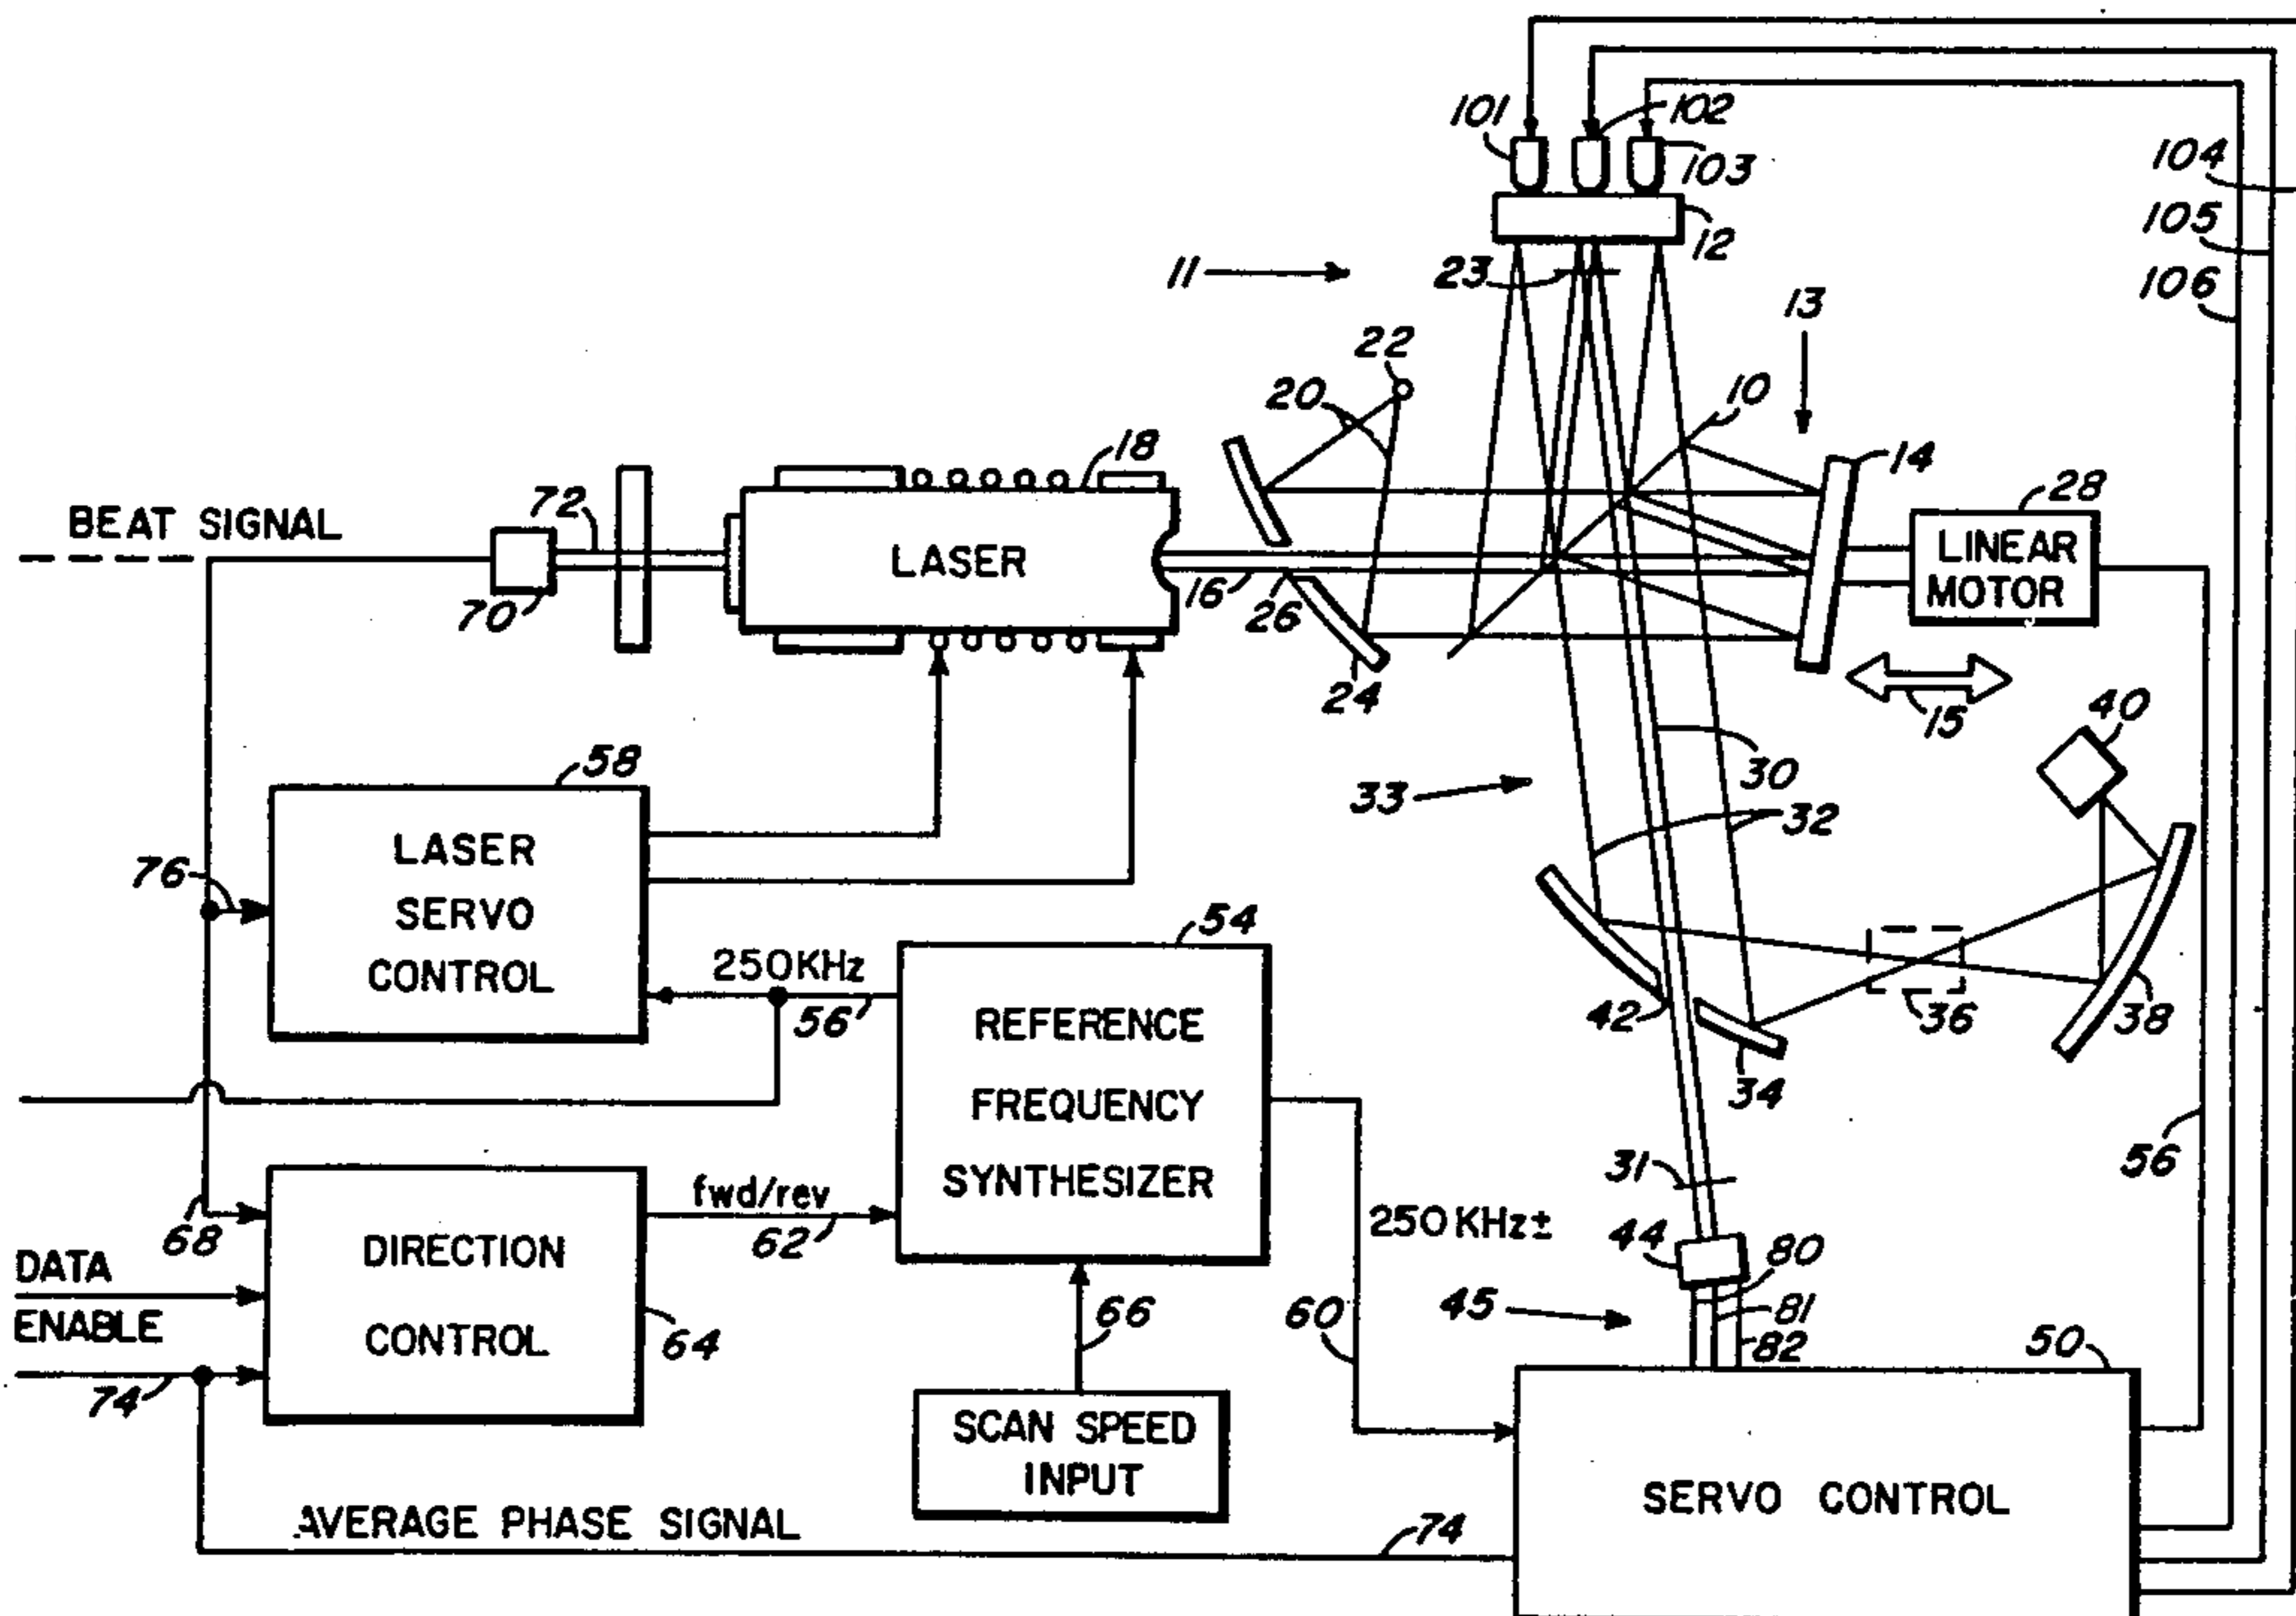 101
102
103
104
105
106
12
11
23
13
22
20
10
14
18
28
BEAT SIGNAL
72
LASER
LINEAR
MOTOR
70
16
26
24
15
40
58
33
30
32
LASER
SERVO
CONTROL
76
54
250KHz
56
42
36
38
34
REFERENCE
FREQUENCY
SYNTHESIZER
56
31
fwd/rev
62
250KHz±
68
44
80
DATA
ENABLE
DIRECTION
CONTROL
64
66
60
45
81
82
50
74
SCAN SPEED
INPUT
SERVO CONTROL
AVERAGE PHASE SIGNAL
74